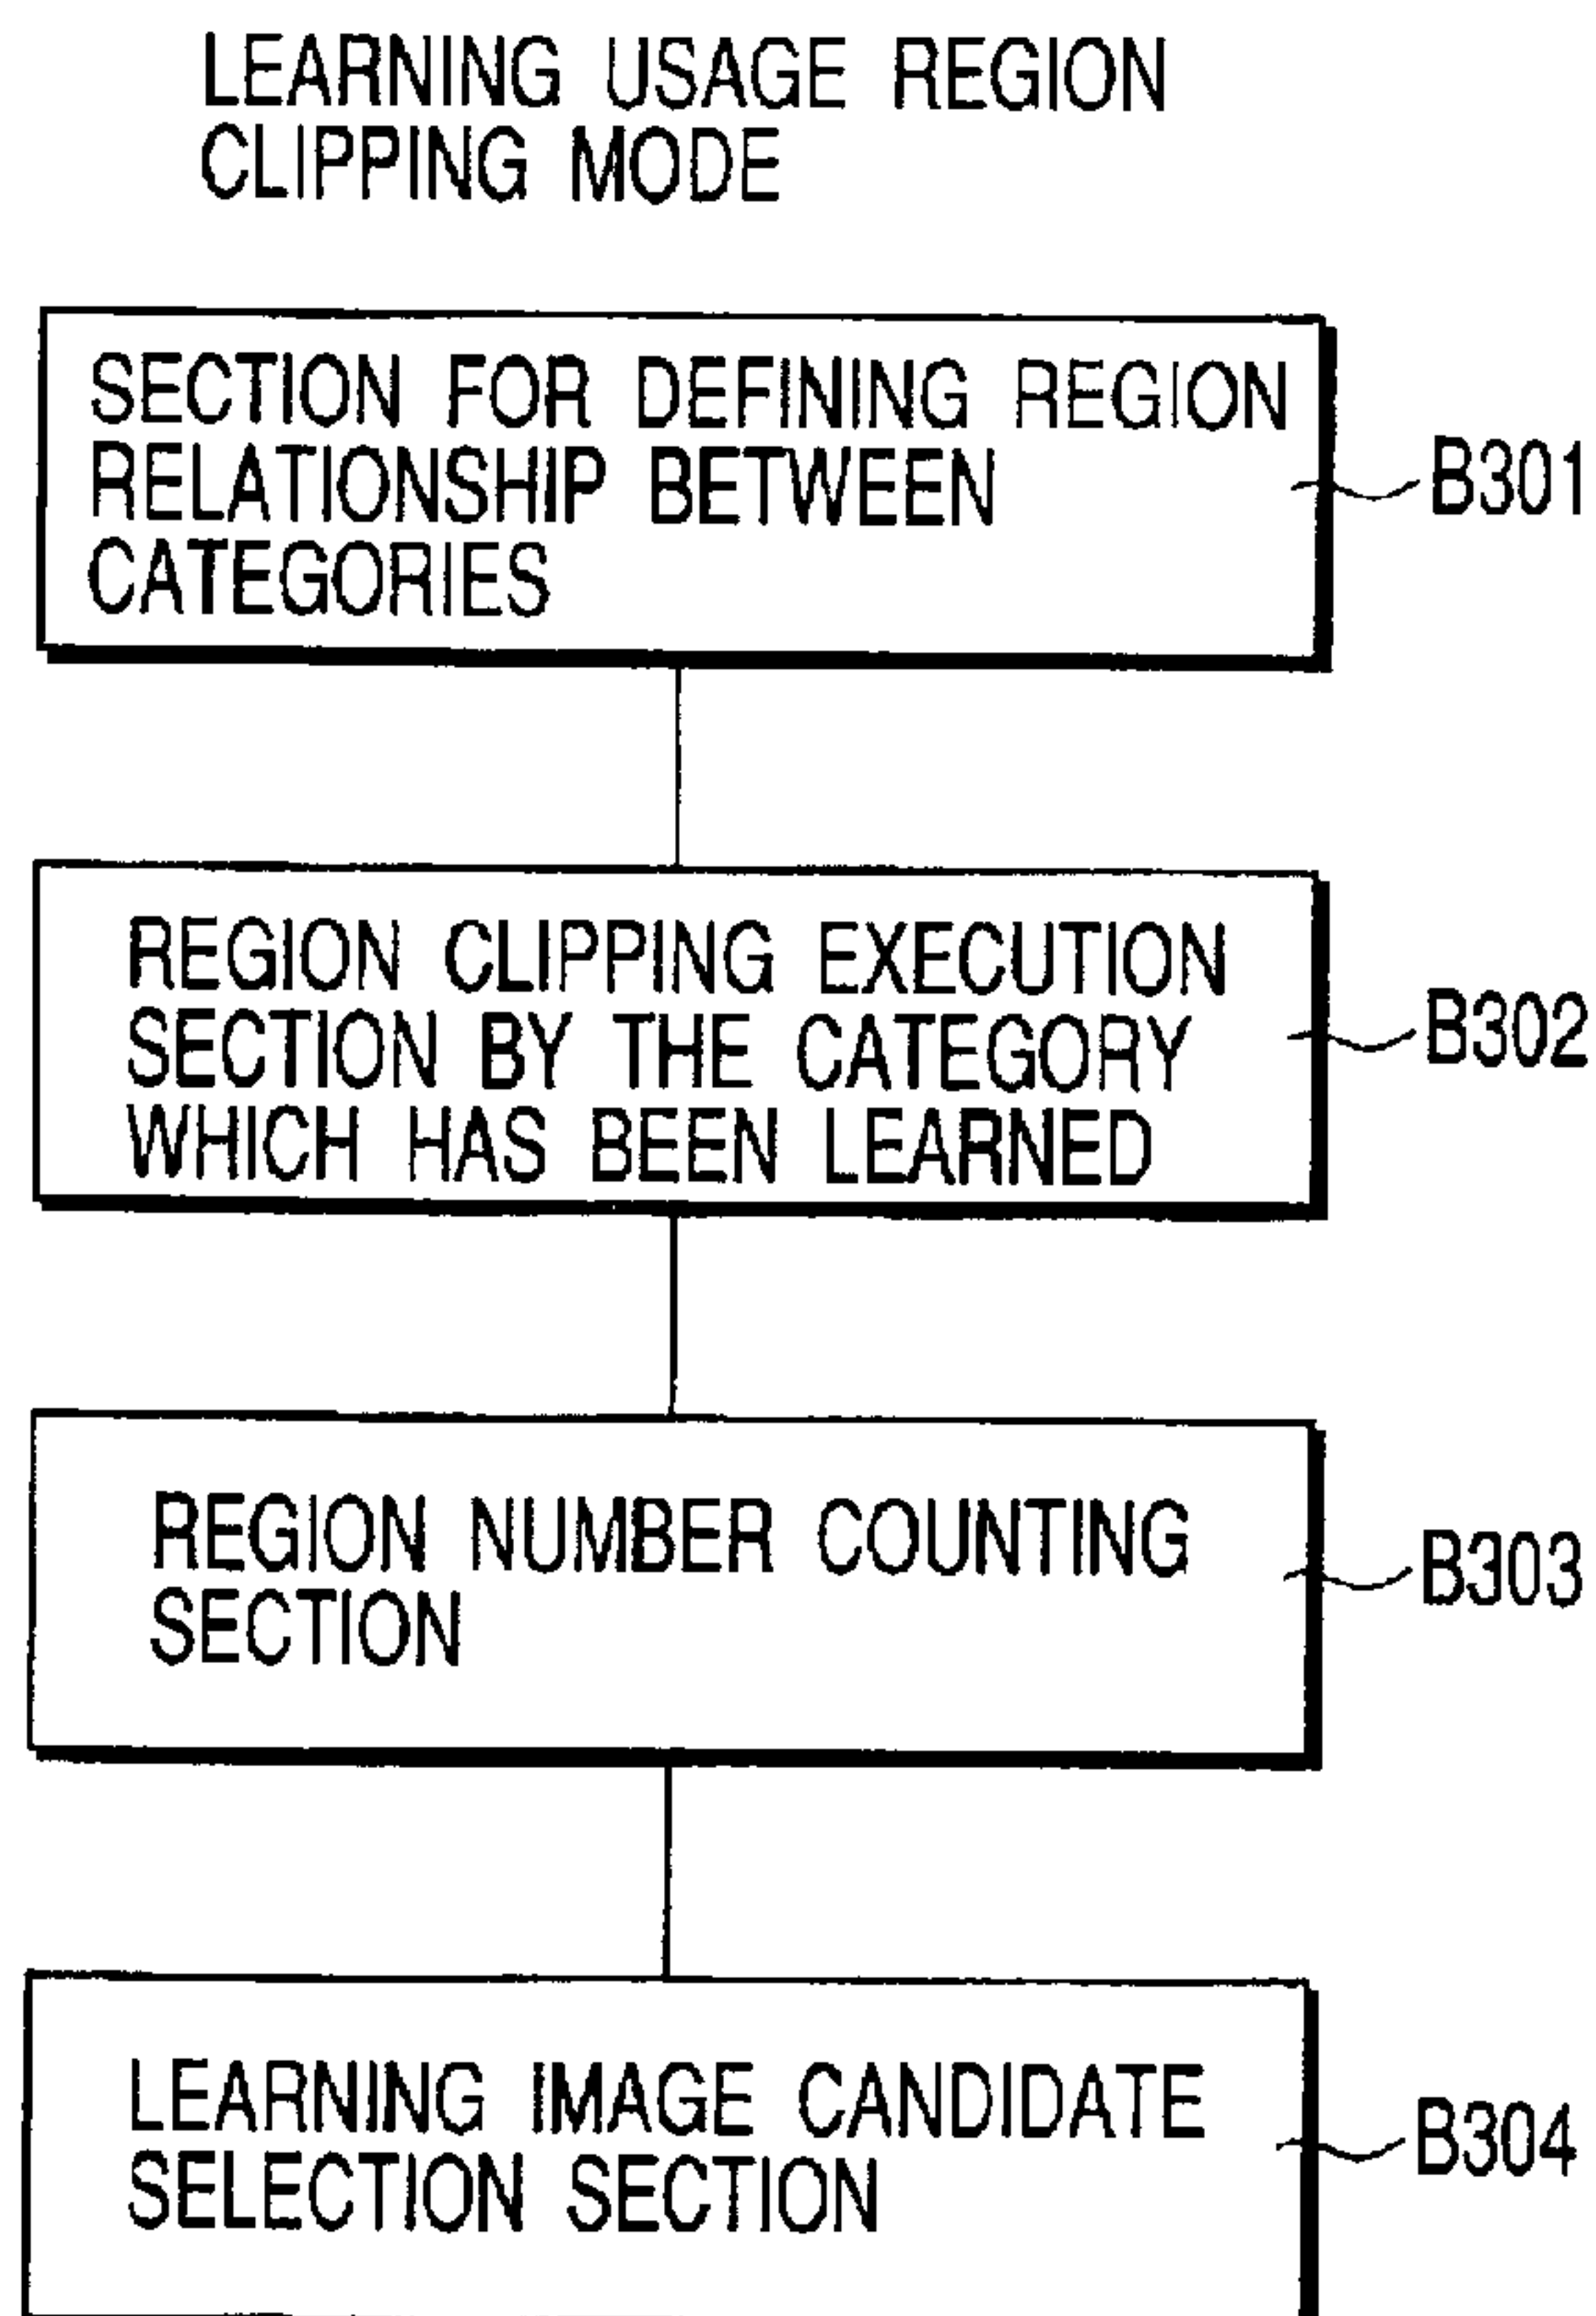 LEARNING USAGE REGION
CLIPPING MODE
SECTION FOR DEFINING REGION
RELATIONSHIP BETWEEN
CATEGORIES
B301
REGION CLIPPING EXECUTION
SECTION BY THE CATEGORY
WHICH HAS BEEN LEARNED
B302
REGION NUMBER COUNTING
SECTION
B303
LEARNING IMAGE CANDIDATE
SELECTION SECTION
B304